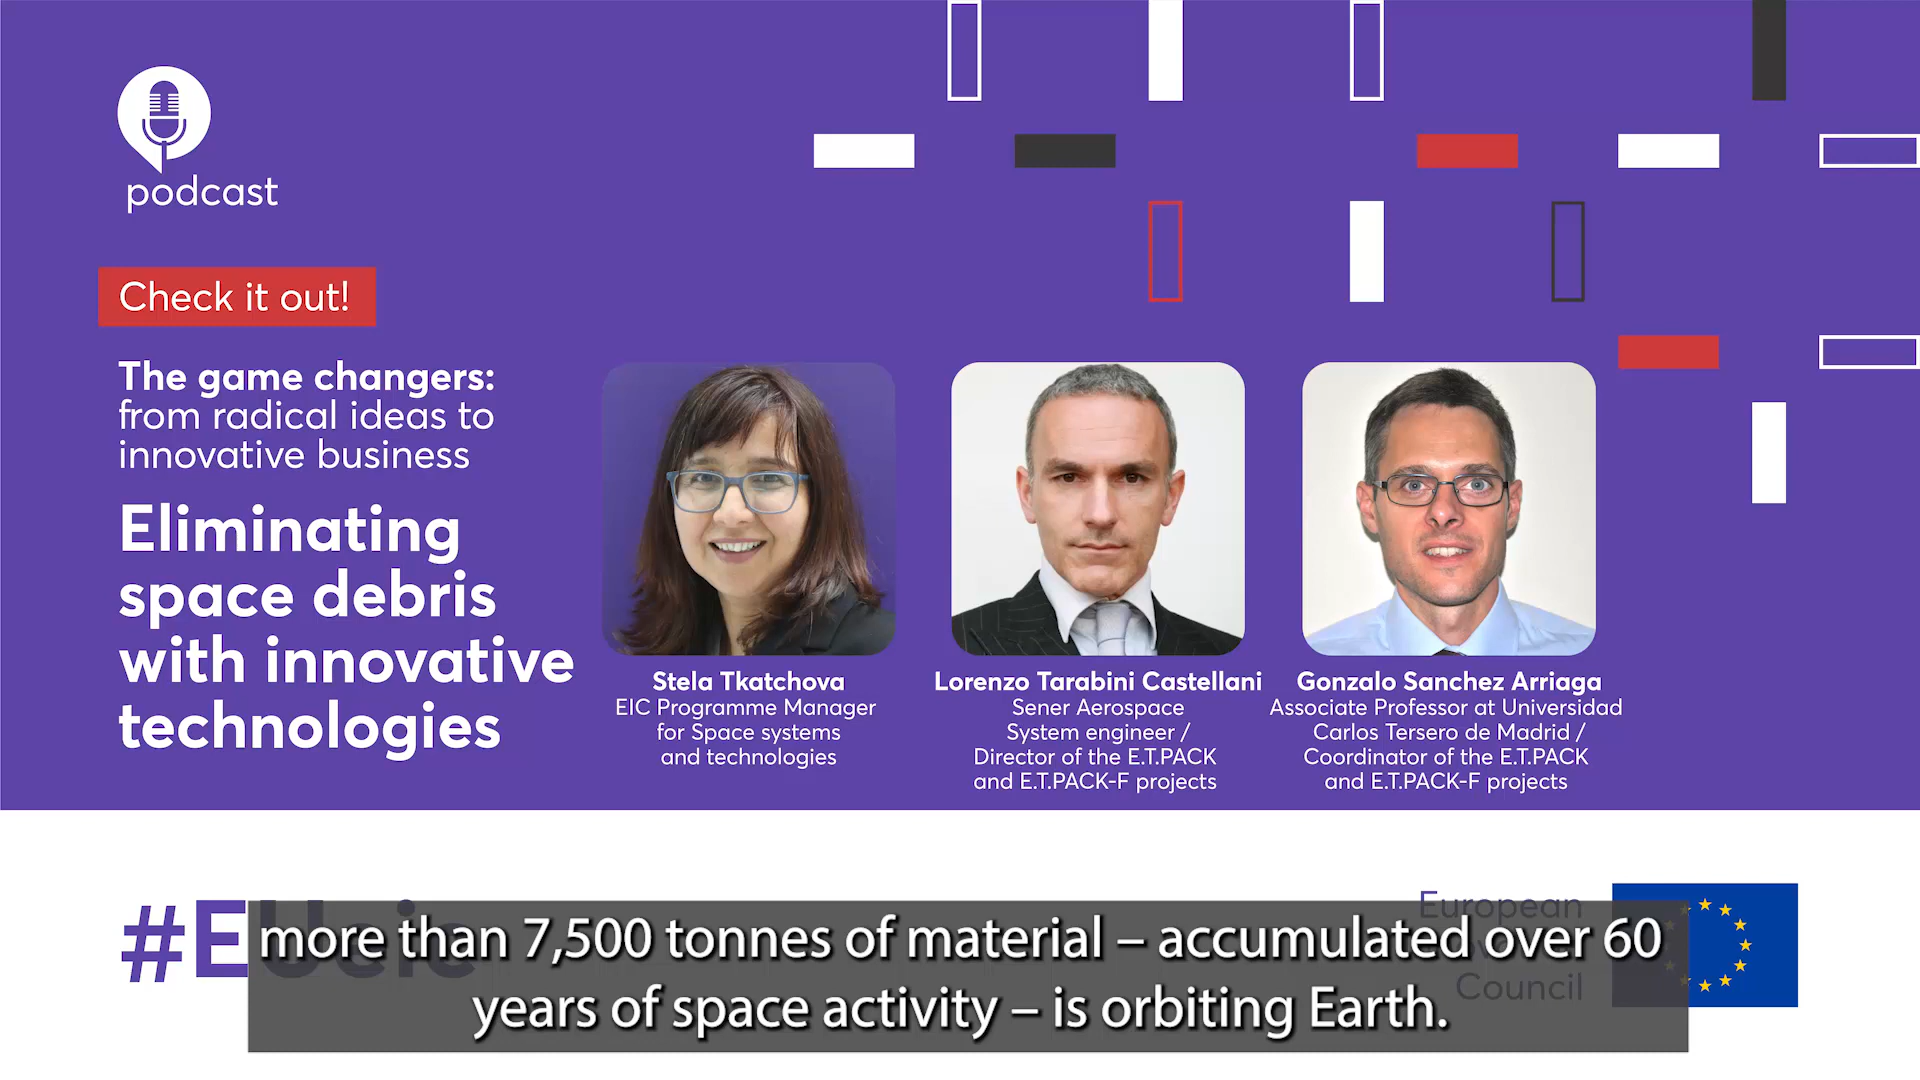 podcast
Check it out!
The game changers:
from radical ideas to
innovative business
Eliminating
space debris
with innovative
technologies
Stela Tkatchova
EIC Programme Manager
for Space systems
and technologies
Lorenzo Tarabini Castellani
Sener Aerospace
System engineer /
Director of the E.T.PACK
and E.T.PACK-F projects
Gonzalo Sanchez Arriaga
Associate Professor at Universidad
Carlos Tersero de Madrid /
Coordinator of the E.T.PACK
and E.T.PACK-F projects
#EUeic
European
Council
more than 7,500 tonnes of material – accumulated over 60
years of space activity – is orbiting Earth.